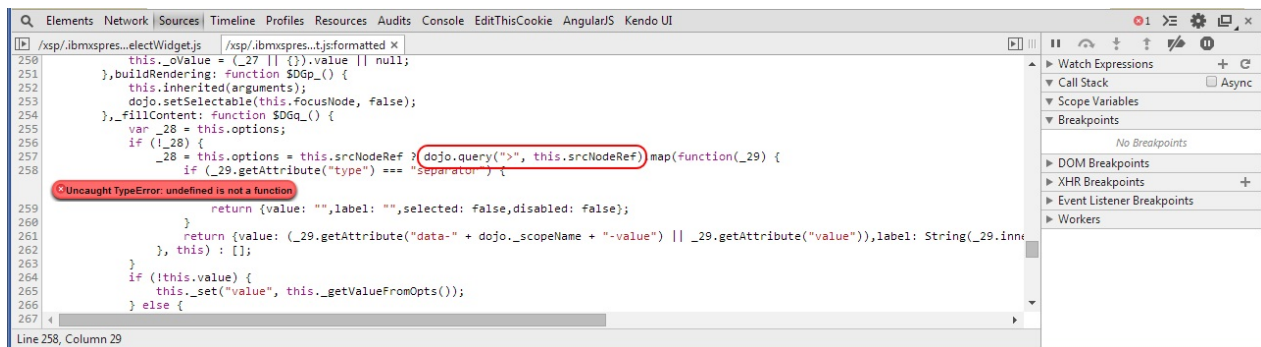 Elements Network Sources Timeline Profiles Resources Audits Console EditThisCookie AngularJS Kendo UI 1
/xsp/.ibmxspres...electWidget.js /xsp/.ibmxspres...t.js:formatted ×
250 this._oValue = (_27 || {}).value || null;
251 },buildRendering: function $DGp_() {
252 this.inherited(arguments);
253 dojo.setSelectable(this.focusNode, false);
254 },_fillContent: function $DGq_() {
255 var _28 = this.options;
256 if (!_28) {
257 _28 = this.options = this.srcNodeRef ? dojo.query(">", this.srcNodeRef).map(function(_29) {
258 if (_29.getAttribute("type") === "separator") {
Uncaught TypeError: undefined is not a function
259 return {value: "",label: "",selected: false,disabled: false};
260 }
261 return {value: (_29.getAttribute("data-" + dojo._scopeName + "-value") || _29.getAttribute("value")),label: String(_29.inne
262 }, this) : [];
263 }
264 if (!this.value) {
265 this._set("value", this._getValueFromOpts());
266 } else {
267
Line 258, Column 29
Watch Expressions
Call Stack Async
Scope Variables
Breakpoints
No Breakpoints
DOM Breakpoints
XHR Breakpoints
Event Listener Breakpoints
Workers